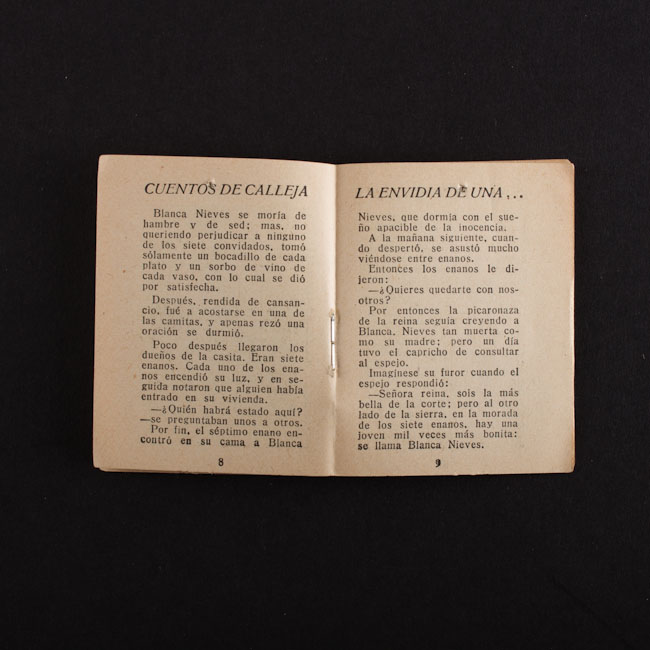 CUENTOS DE CALLEJA
Blanca Nieves se moría de
hambre y de sed; mas, no
queriendo perjudicar a ninguno
de los siete convidados, tomó
sólamente un bocadillo de cada
plato y un sorbo de vino de
cada vaso, con lo cual se dió
por satisfecha.
Después, rendida de cansan-
cio, fué a acostarse en una de
las camitas, y apenas rezó una
oración se durmió.
Poco después llegaron los
dueños de la casita. Eran siete
enanos. Cada uno de los ena-
nos encendió su luz, y en se-
guida notaron que alguien había
entrado en su vivienda.
—¿Quién habrá estado aquí?
—se preguntaban unos a otros.
Por fin, el séptimo enano en-
contró en su cama a Blanca
8
LA ENVIDIA DE UNA...
Nieves, que dormía con el sue-
ño apacible de la inocencia.
A la mañana siguiente, cuan-
do despertó, se asustó mucho
viéndose entre enanos.
Entonces los enanos le di-
jeron:
—¿Quieres quedarte con nos-
otros?
Por entonces la picaronaza
de la reina seguía creyendo a
Blanca. Nieves tan muerta co-
mo su madre; pero un día
tuvo el capricho de consultar
al espejo.
Imagínese su furor cuando el
espejo respondió:
—Señora reina, sois la más
bella de la corte; pero al otro
lado de la sierra, en la morada
de los siete enanos, hay una
joven mil veces más bonita:
se llama Blanca Nieves.
9